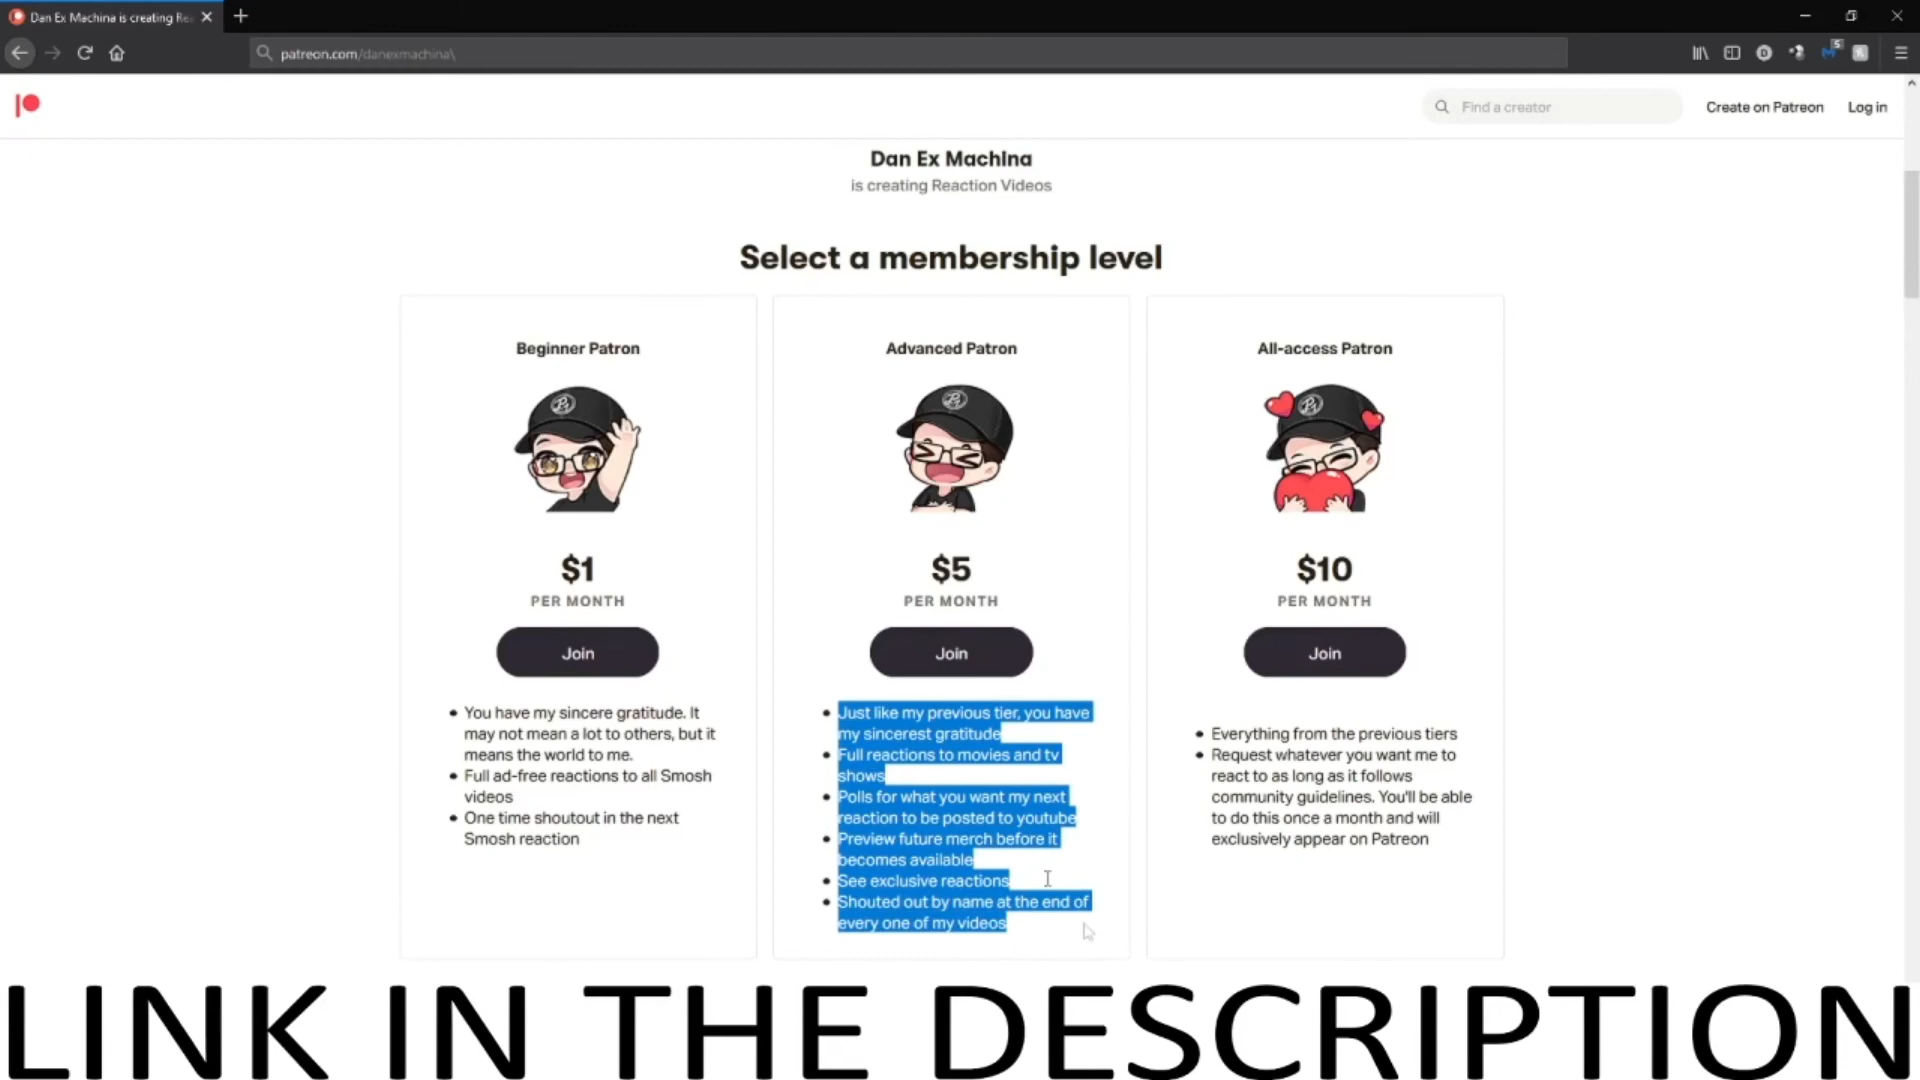 Dan Ex Machina is creating Re
patreon.com/danexmachina\
Find a creator
Create on Patreon
Log in
Dan Ex Machina
is creating Reaction Videos
Select a membership level
Beginner Patron
$1
PER MONTH
Join
You have my sincere gratitude. It
may not mean a lot to others, but it
means the world to me.
Full ad-free reactions to all Smosh
videos
One time shoutout in the next
Smosh reaction
Advanced Patron
$5
PER MONTH
Join
Just like my previous tier, you have
my sincerest gratitude
Full reactions to movies and tv
shows
Polls for what you want my next
reaction to be posted to youtube
Preview future merch before it
becomes available
See exclusive reactions
Shouted out by name at the end of
every one of my videos
All-access Patron
$10
PER MONTH
Join
Everything from the previous tiers
Request whatever you want me to
react to as long as it follows
community guidelines. You'll be able
to do this once a month and will
exclusively appear on Patreon
LINK IN THE DESCRIPTION